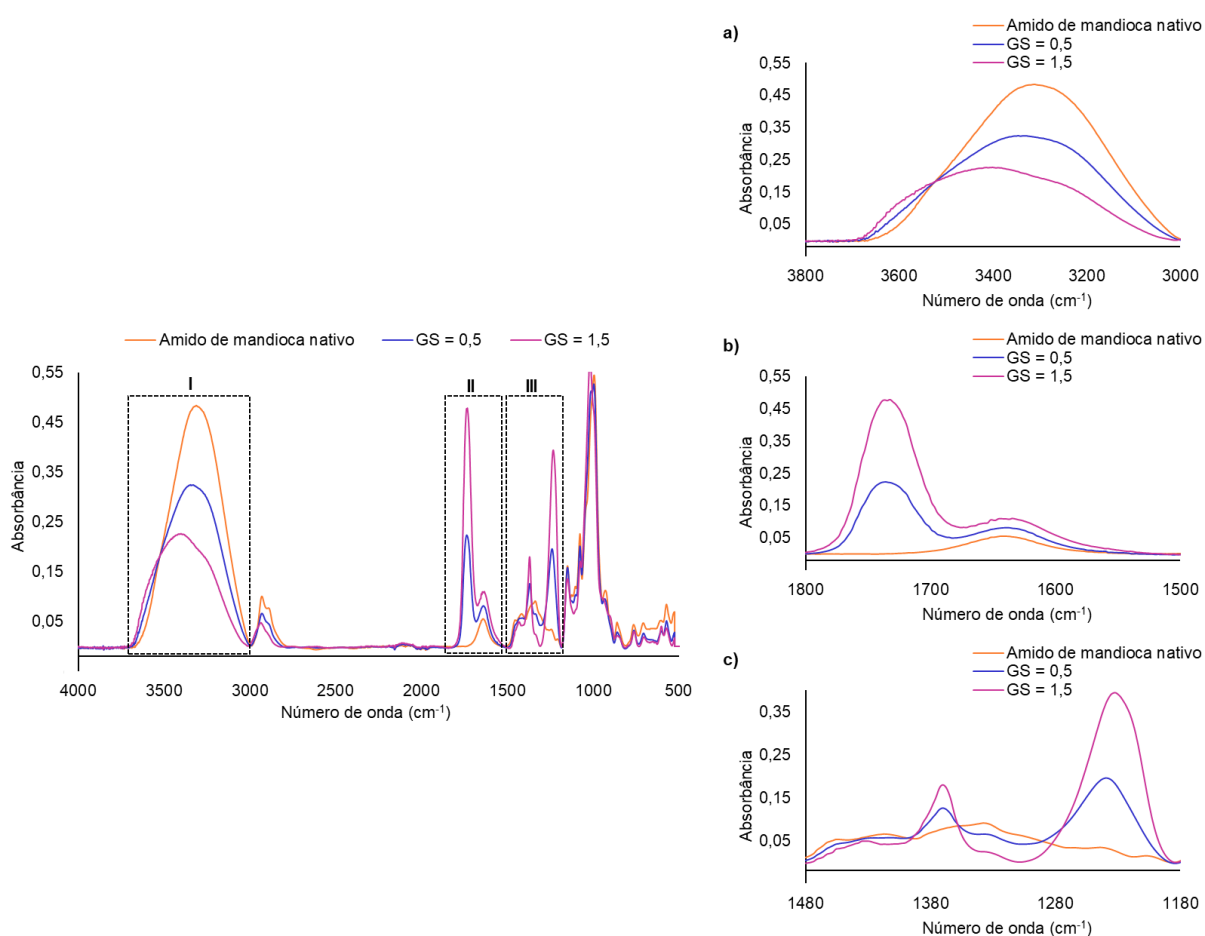 Amido de mandioca nativo GS = 0,5 GS = 1,5
I
II
III
0,55
0,45
0,35
0,25
0,15
0,05
Absorbância
4000 3500 3000 2500 2000 1500 1000 500
Número de onda (cm-1)
a)
Amido de mandioca nativo
GS = 0,5
GS = 1,5
0,55
0,45
0,35
0,25
0,15
0,05
Absorbância
3800 3600 3400 3200 3000
Número de onda (cm-1)
b)
Amido de mandioca nativo
GS = 0,5
GS = 1,5
0,55
0,45
0,35
0,25
0,15
0,05
Absorbância
1800 1700 1600 1500
Número de onda (cm-1)
c)
Amido de mandioca nativo
GS = 0,5
GS = 1,5
0,35
0,25
0,15
0,05
Absorbância
1480 1380 1280 1180
Número de onda (cm-1)